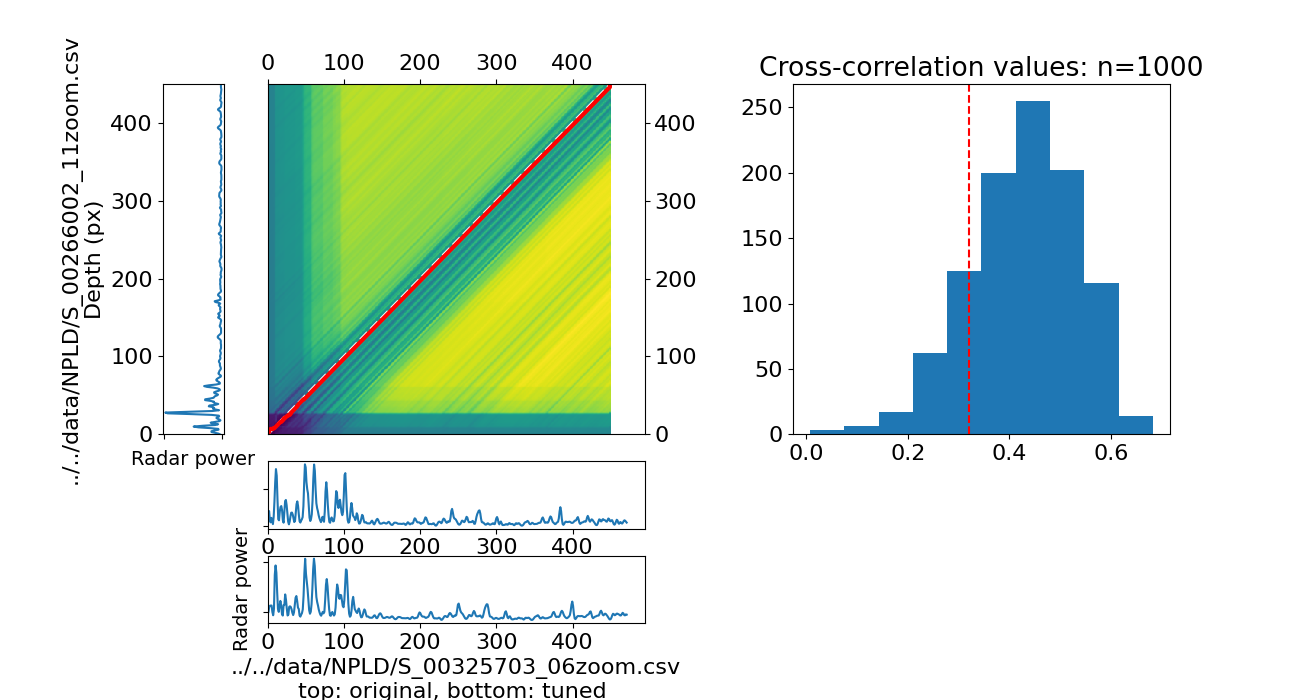 0 100 200 300 400
Cross-correlation values: n=1000
../../data/NPLD/S_00266002_11zoom.csv
Depth (px)
400
300
200
100
0
400
300
200
100
0
250
200
150
100
50
0
0.0 0.2 0.4 0.6
Radar power
0 100 200 300 400
Radar power
0 100 200 300 400
../../data/NPLD/S_00325703_06zoom.csv
top: original, bottom: tuned